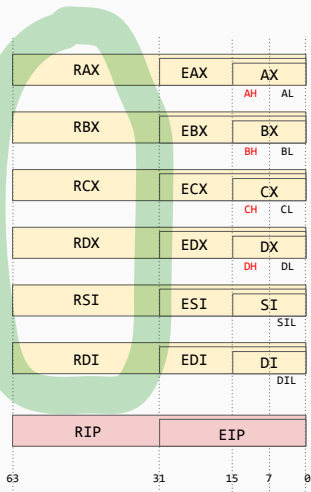 RAX EAX AX
AH AL
RBX EBX BX
BH BL
RCX ECX CX
CH CL
RDX EDX DX
DH DL
RSI ESI SI
SIL
RDI EDI DI
DIL
RIP EIP
63 31 15 7 0